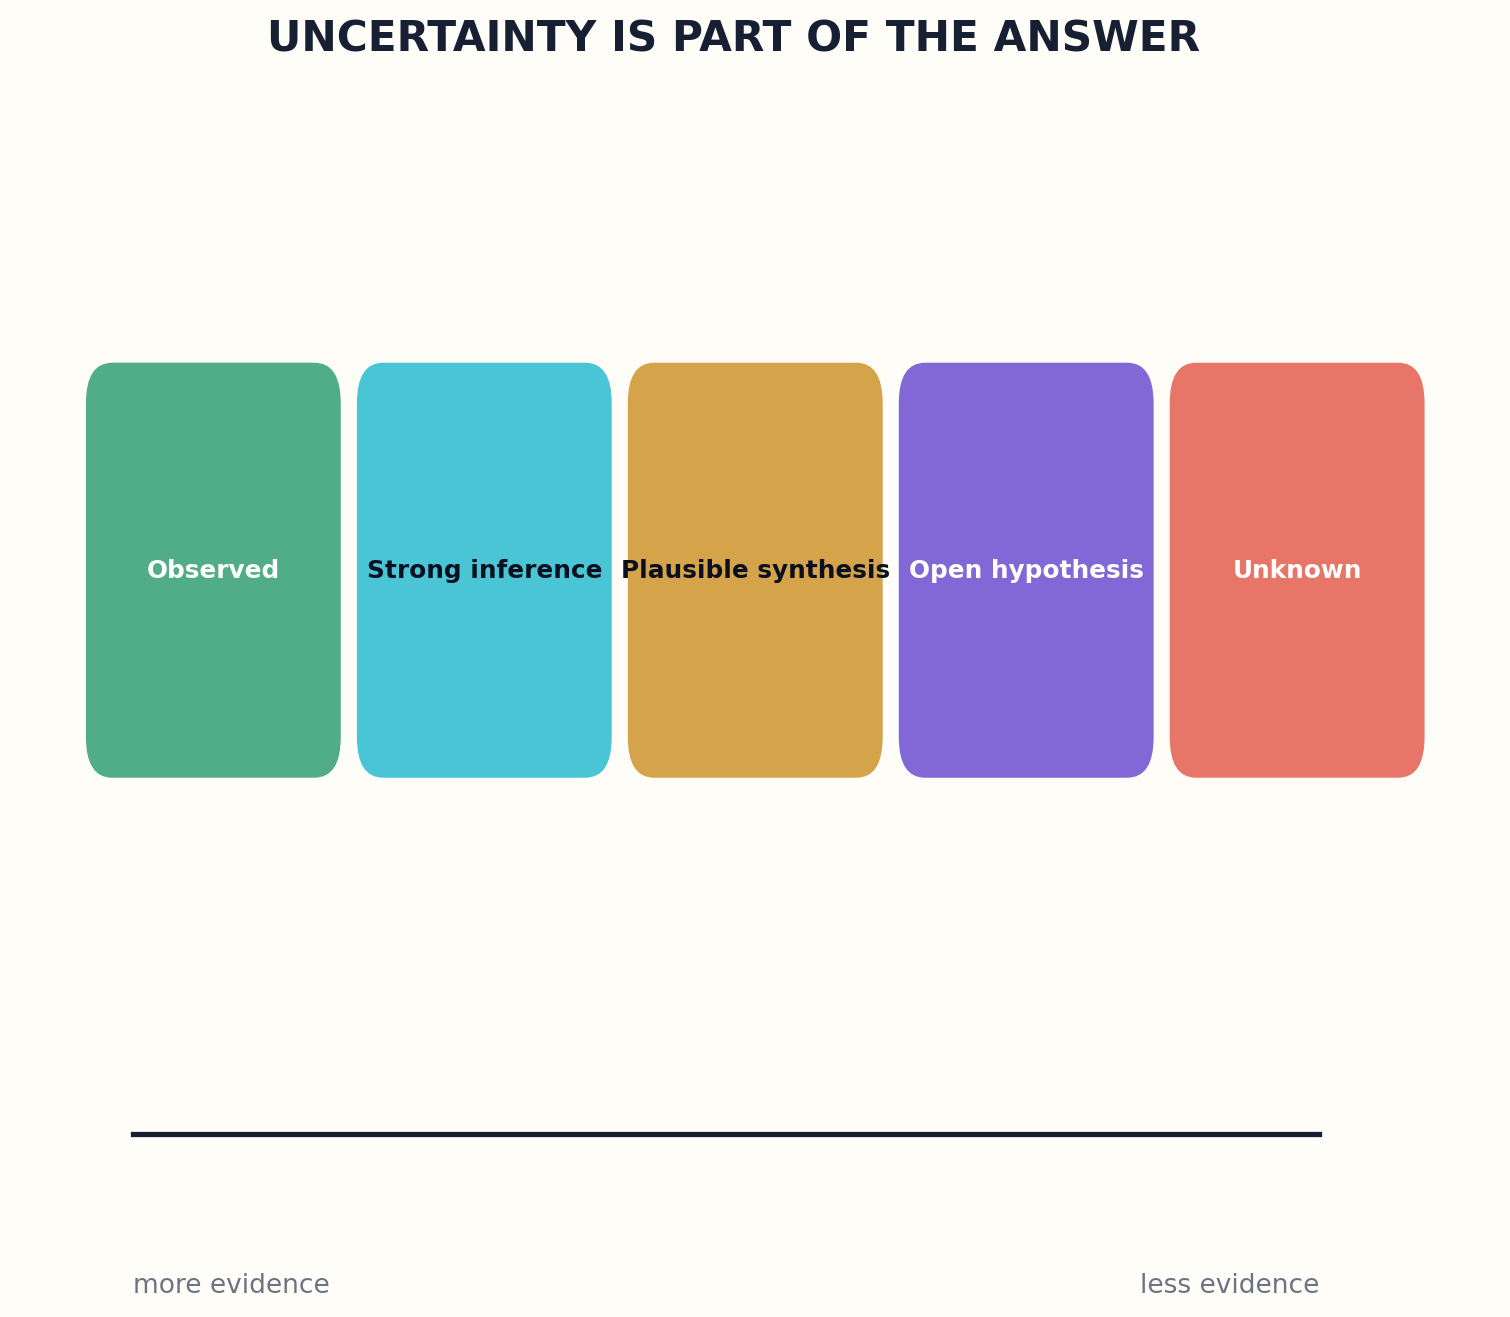 UNCERTAINTY IS PART OF THE ANSWER
Observed
Strong inference
Plausible synthesis
Open hypothesis
Unknown
more evidence
less evidence